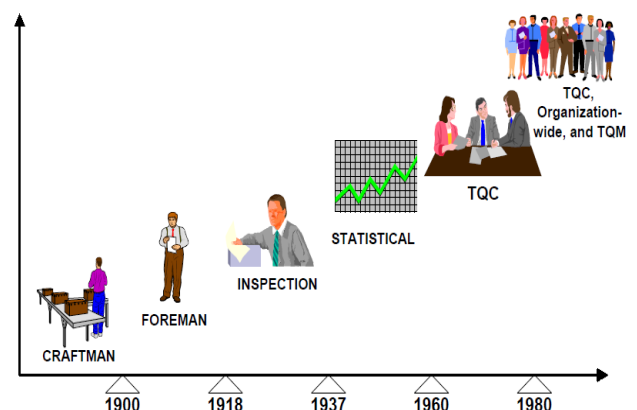 TQC,
Organization-
wide, and TQM
TQC
STATISTICAL
INSPECTION
FOREMAN
CRAFTMAN
1900 1918 1937 1960 1980